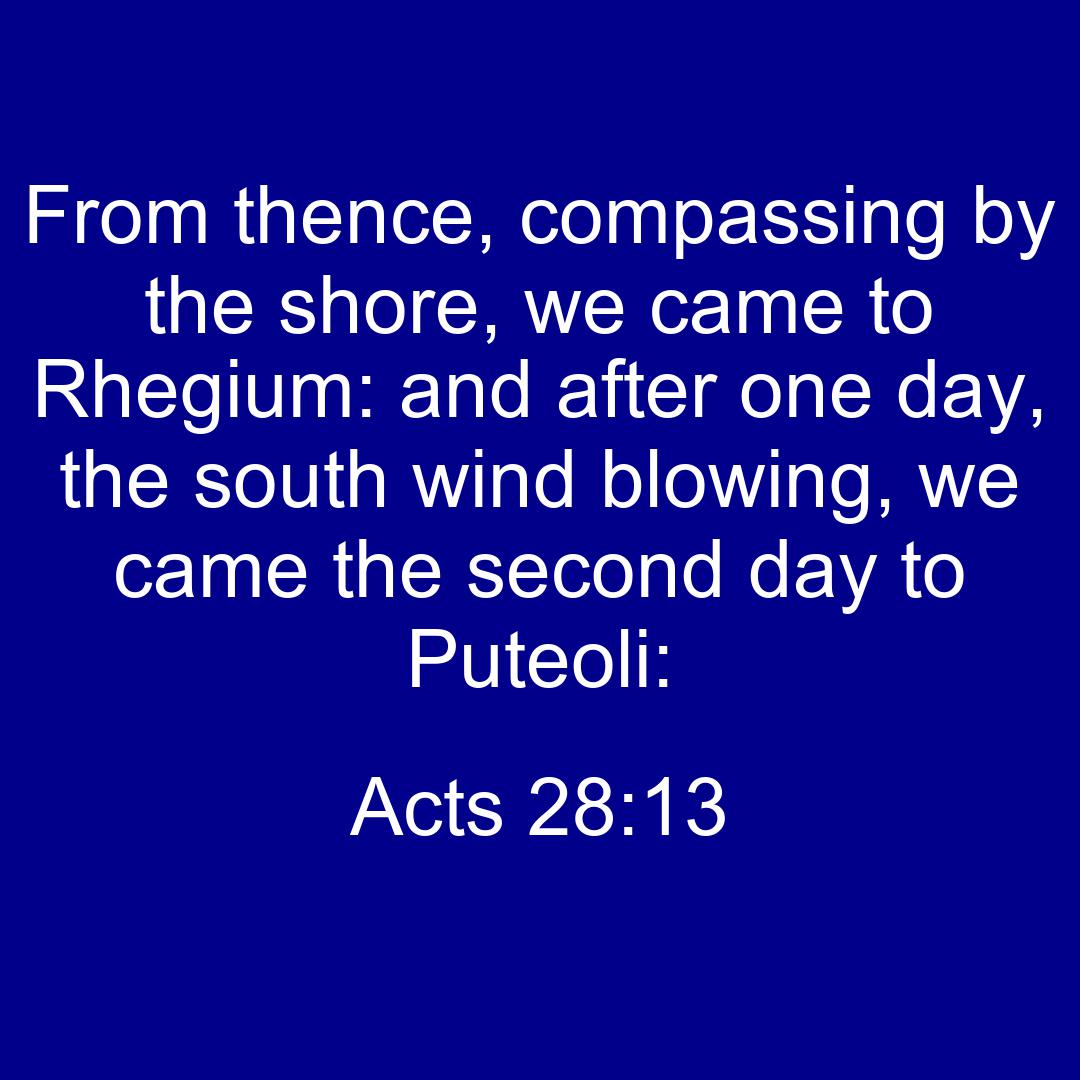 From thence, compassing by
the shore, we came to
Rhegium: and after one day,
the south wind blowing, we
came the second day to
Puteoli:
Acts 28:13